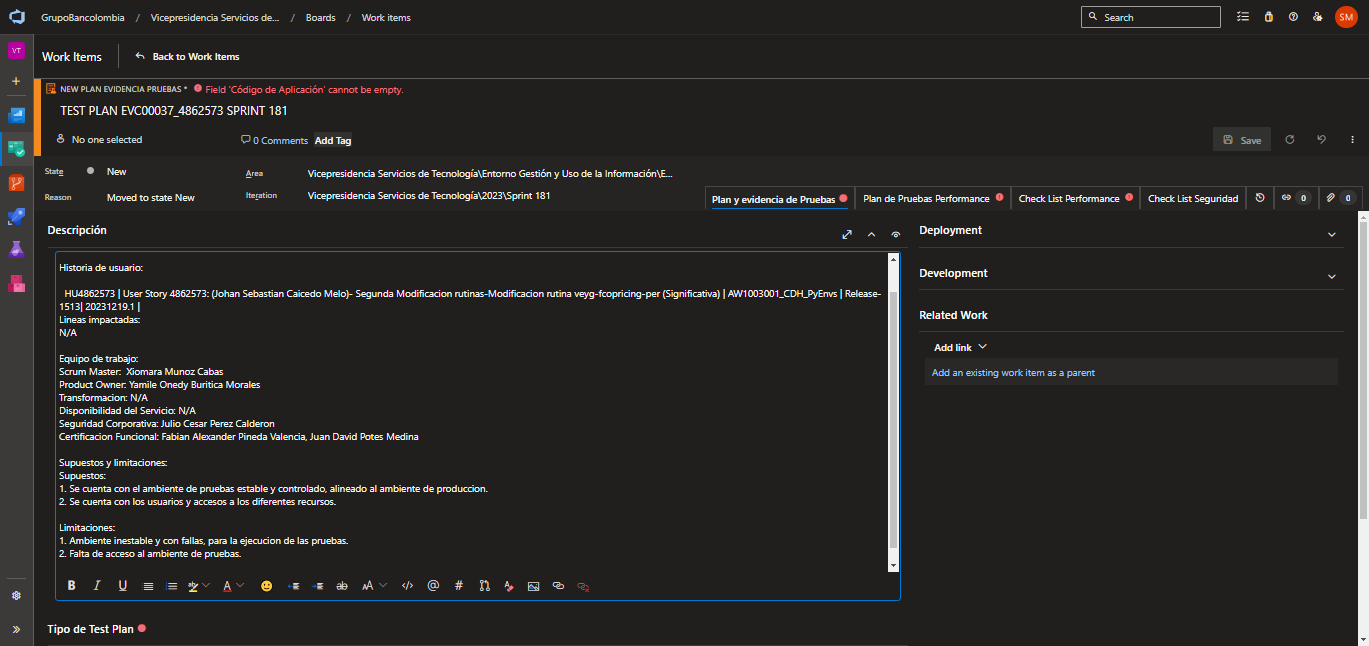 GrupoBancolombia / Vicepresidencia Servicios de... / Boards / Work items
Search
SM
VT
Work Items
Back to Work Items
NEW PLAN EVIDENCIA PRUEBAS * Field 'Código de Aplicación' cannot be empty.
TEST PLAN EVC00037_4862573 SPRINT 181
No one selected
0 Comments
Add Tag
Save
State
New
Area
Vicepresidencia Servicios de Tecnología\Entorno Gestión y Uso de la Información\E...
Reason
Moved to state New
Iteration
Vicepresidencia Servicios de Tecnología\2023\Sprint 181
Plan y evidencia de Pruebas
Plan de Pruebas Performance
Check List Performance
Check List Seguridad
0
0
Descripción
Historia de usuario:
HU4862573 | User Story 4862573: (Johan Sebastian Caicedo Melo)- Segunda Modificacion rutinas-Modificacion rutina veyg-fcopricing-per (Significativa) | AW1003001_CDH_PyEnvs | Release-
1513| 20231219.1 |
Lineas impactadas:
N/A
Equipo de trabajo:
Scrum Master:  Xiomara Munoz Cabas
Product Owner: Yamile Onedy Buritica Morales
Transformacion: N/A
Disponibilidad del Servicio: N/A
Seguridad Corporativa: Julio Cesar Perez Calderon
Certificacion Funcional: Fabian Alexander Pineda Valencia, Juan David Potes Medina
Supuestos y limitaciones:
Supuestos:
1. Se cuenta con el ambiente de pruebas estable y controlado, alineado al ambiente de produccion.
2. Se cuenta con los usuarios y accesos a los diferentes recursos.
Limitaciones:
1. Ambiente inestable y con fallas, para la ejecucion de las pruebas.
2. Falta de acceso al ambiente de pruebas.
Tipo de Test Plan
Deployment
Development
Related Work
Add link
Add an existing work item as a parent